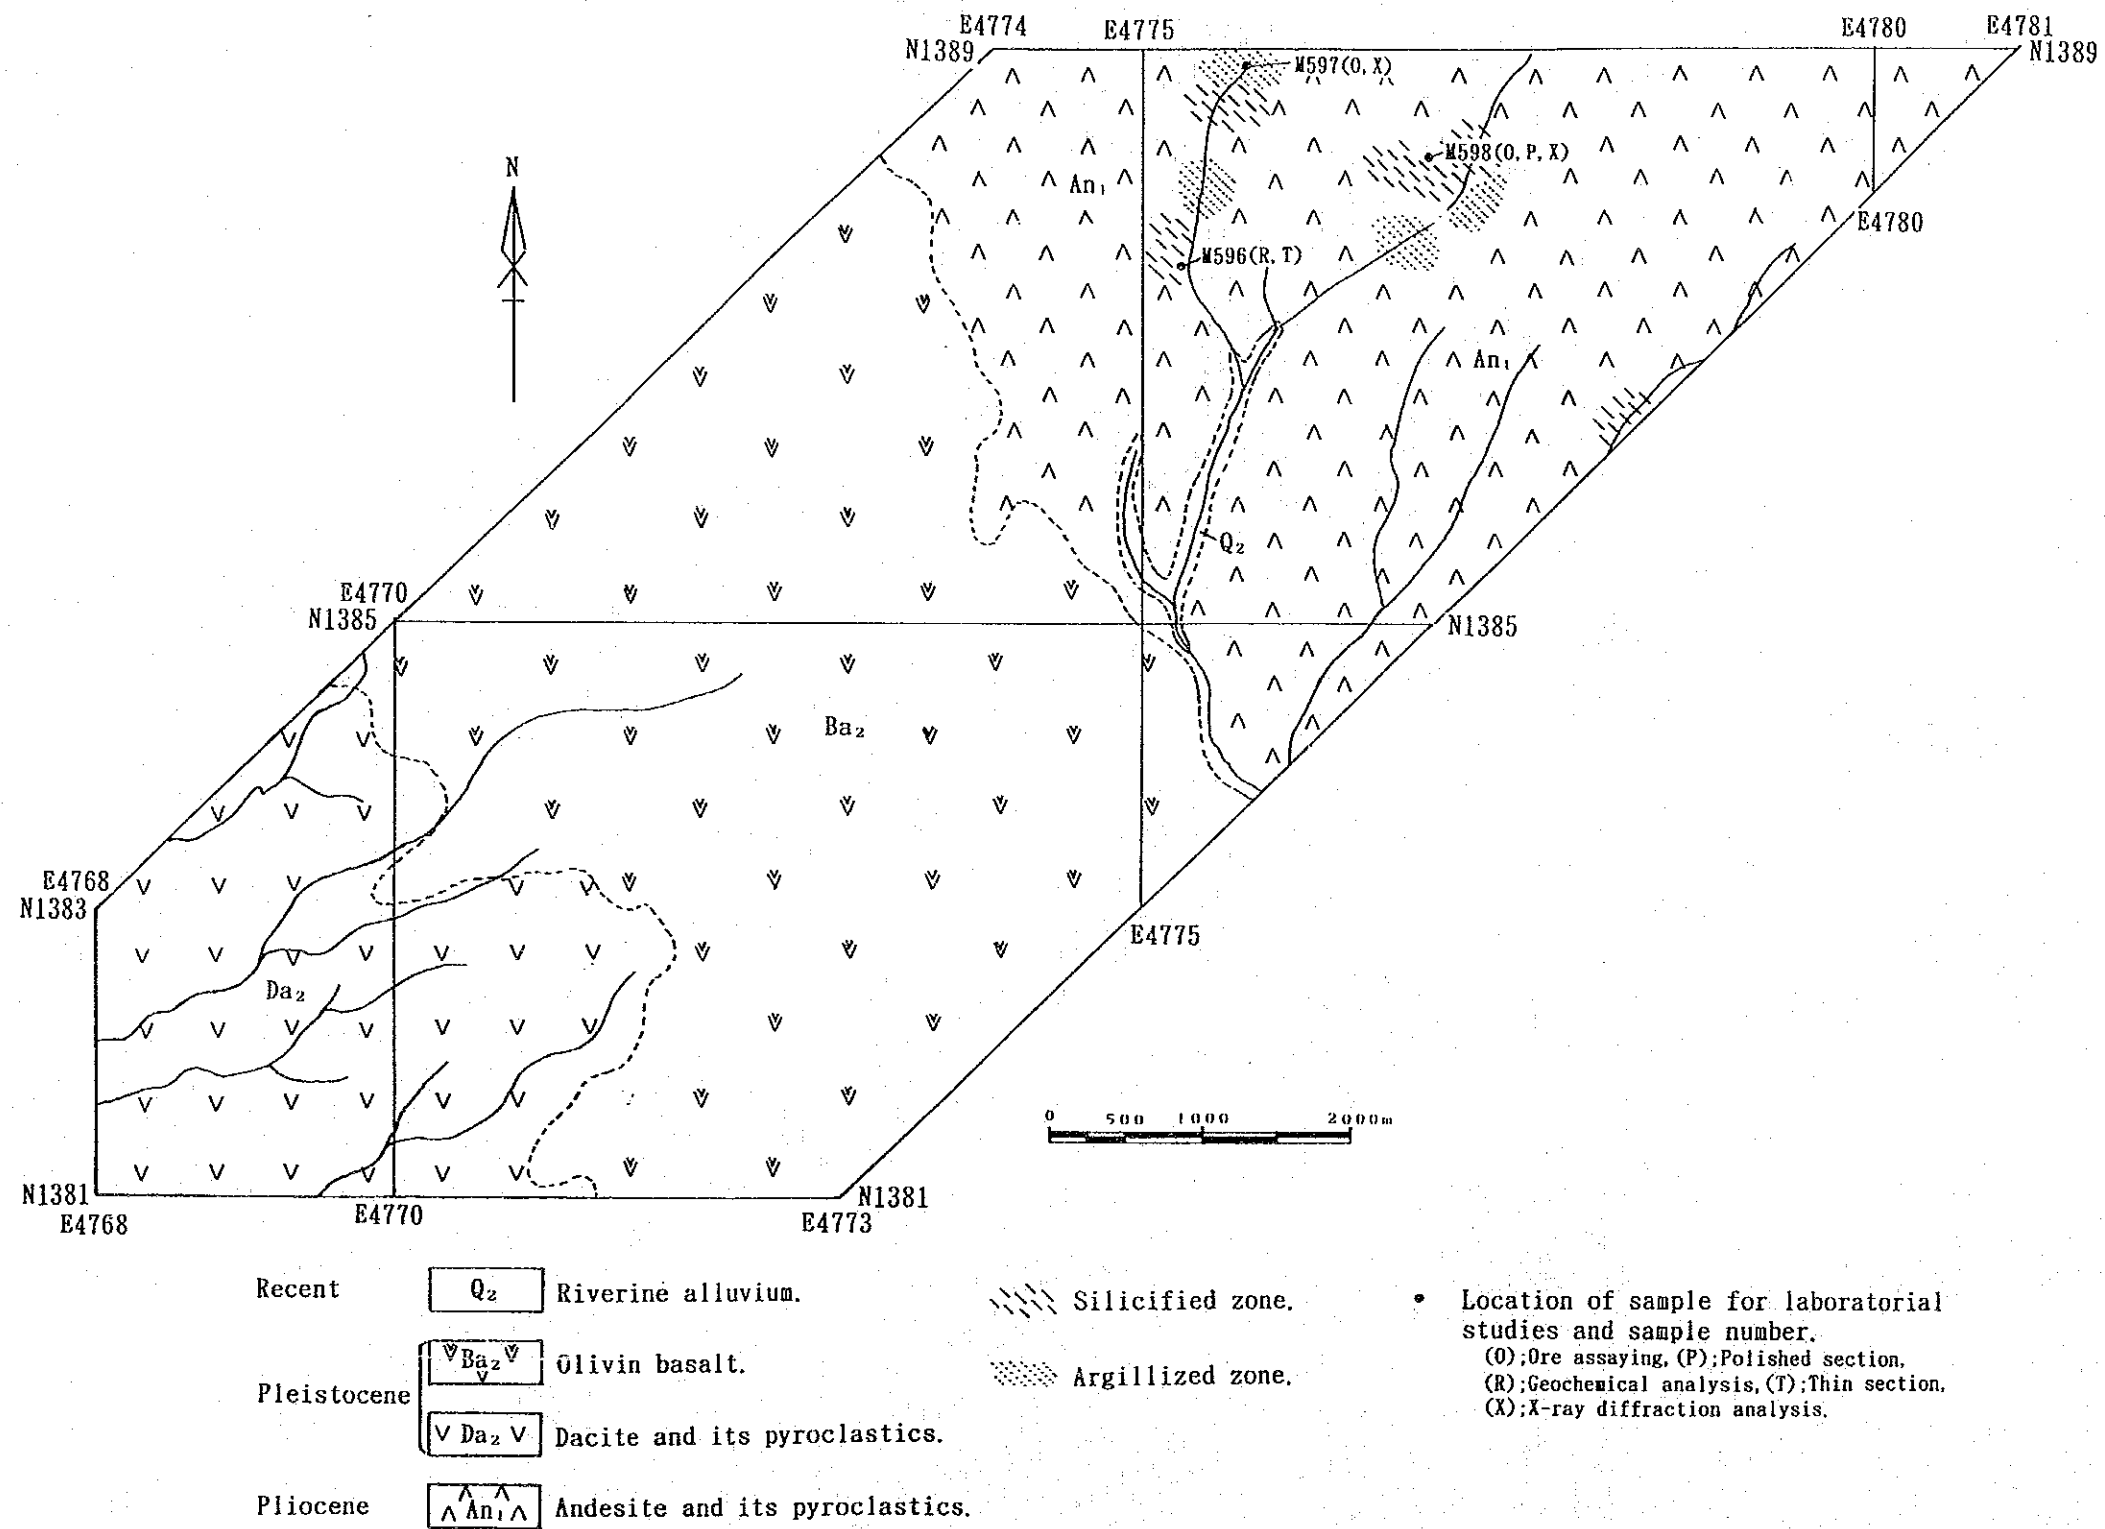 E4774
E4775
E4780
E4781
N1389
N1389
M597(O, X)
M598(O, P, X)
N
An₁
E4780
M596(R, T)
An₁
Q₂
E4770
N1385
N1385
Ba₂
E4768
N1383
E4775
Da₂
0 500 1000 2000m
N1381
N1381
E4768
E4770
E4773
Recent
Q₂
Riverine alluvium.
Pleistocene
Ba₂
Olivin basalt.
Da₂
Dacite and its pyroclastics.
Pliocene
An₁
Andesite and its pyroclastics.
Silicified zone.
Argillized zone.
Location of sample for laboratorial
studies and sample number.
(O);Ore assaying, (P);Polished section,
(R);Geochemical analysis, (T);Thin section,
(X);X-ray diffraction analysis.